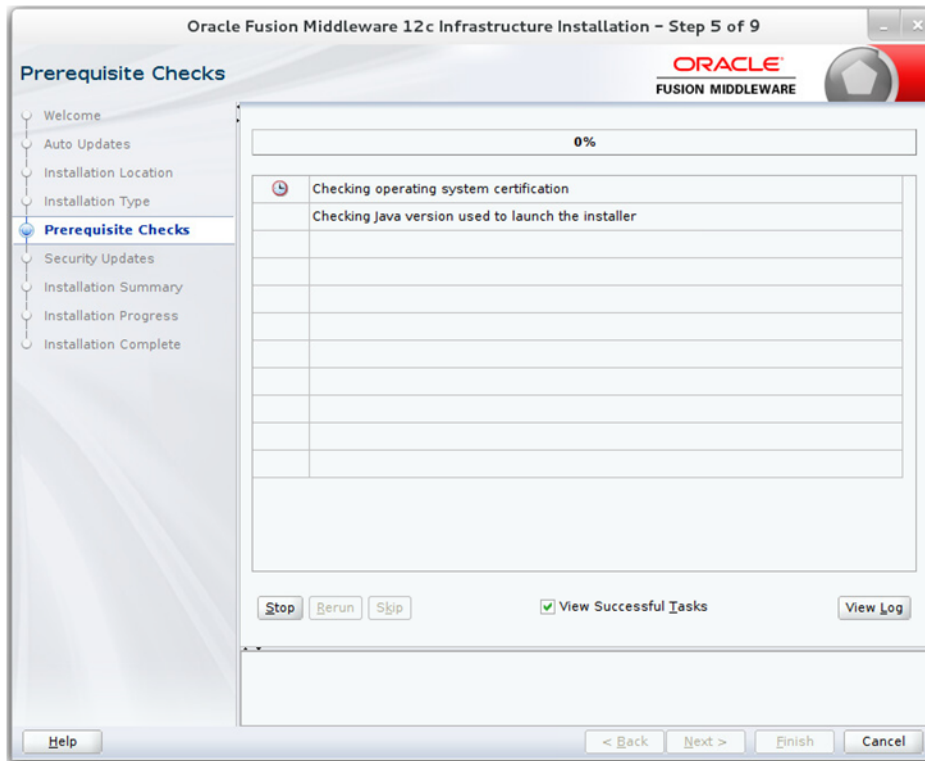 Oracle Fusion Middleware 12c Infrastructure Installation – Step 5 of 9
Prerequisite Checks
ORACLE
FUSION MIDDLEWARE
Welcome
Auto Updates
Installation Location
Installation Type
Prerequisite Checks
Security Updates
Installation Summary
Installation Progress
Installation Complete
0%
Checking operating system certification
Checking Java version used to launch the installer
Stop Rerun Skip View Successful Tasks View Log
Help < Back Next > Finish Cancel